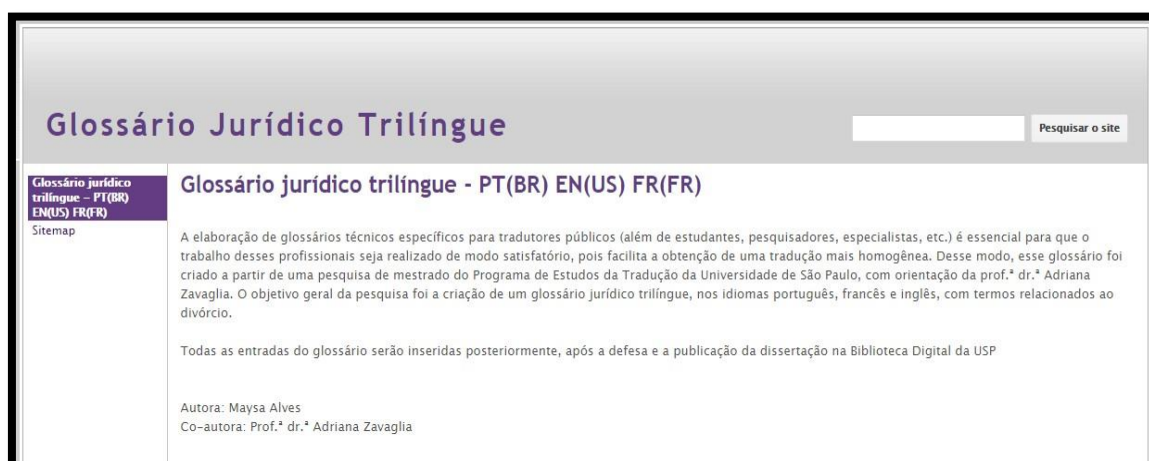 Glossário Jurídico Trilíngue
Pesquisar o site
Glossário jurídico
trilíngue – PT(BR)
EN(US) FR(FR)
Sitemap
Glossário jurídico trilíngue - PT(BR) EN(US) FR(FR)
A elaboração de glossários técnicos específicos para tradutores públicos (além de estudantes, pesquisadores, especialistas, etc.) é essencial para que o
trabalho desses profissionais seja realizado de modo satisfatório, pois facilita a obtenção de uma tradução mais homogênea. Desse modo, esse glossário foi
criado a partir de uma pesquisa de mestrado do Programa de Estudos da Tradução da Universidade de São Paulo, com orientação da prof.ª dr.ª Adriana
Zavaglia. O objetivo geral da pesquisa foi a criação de um glossário jurídico trilíngue, nos idiomas português, francês e inglês, com termos relacionados ao
divórcio.
Todas as entradas do glossário serão inseridas posteriormente, após a defesa e a publicação da dissertação na Biblioteca Digital da USP
Autora: Maysa Alves
Co-autora: Prof.ª dr.ª Adriana Zavaglia